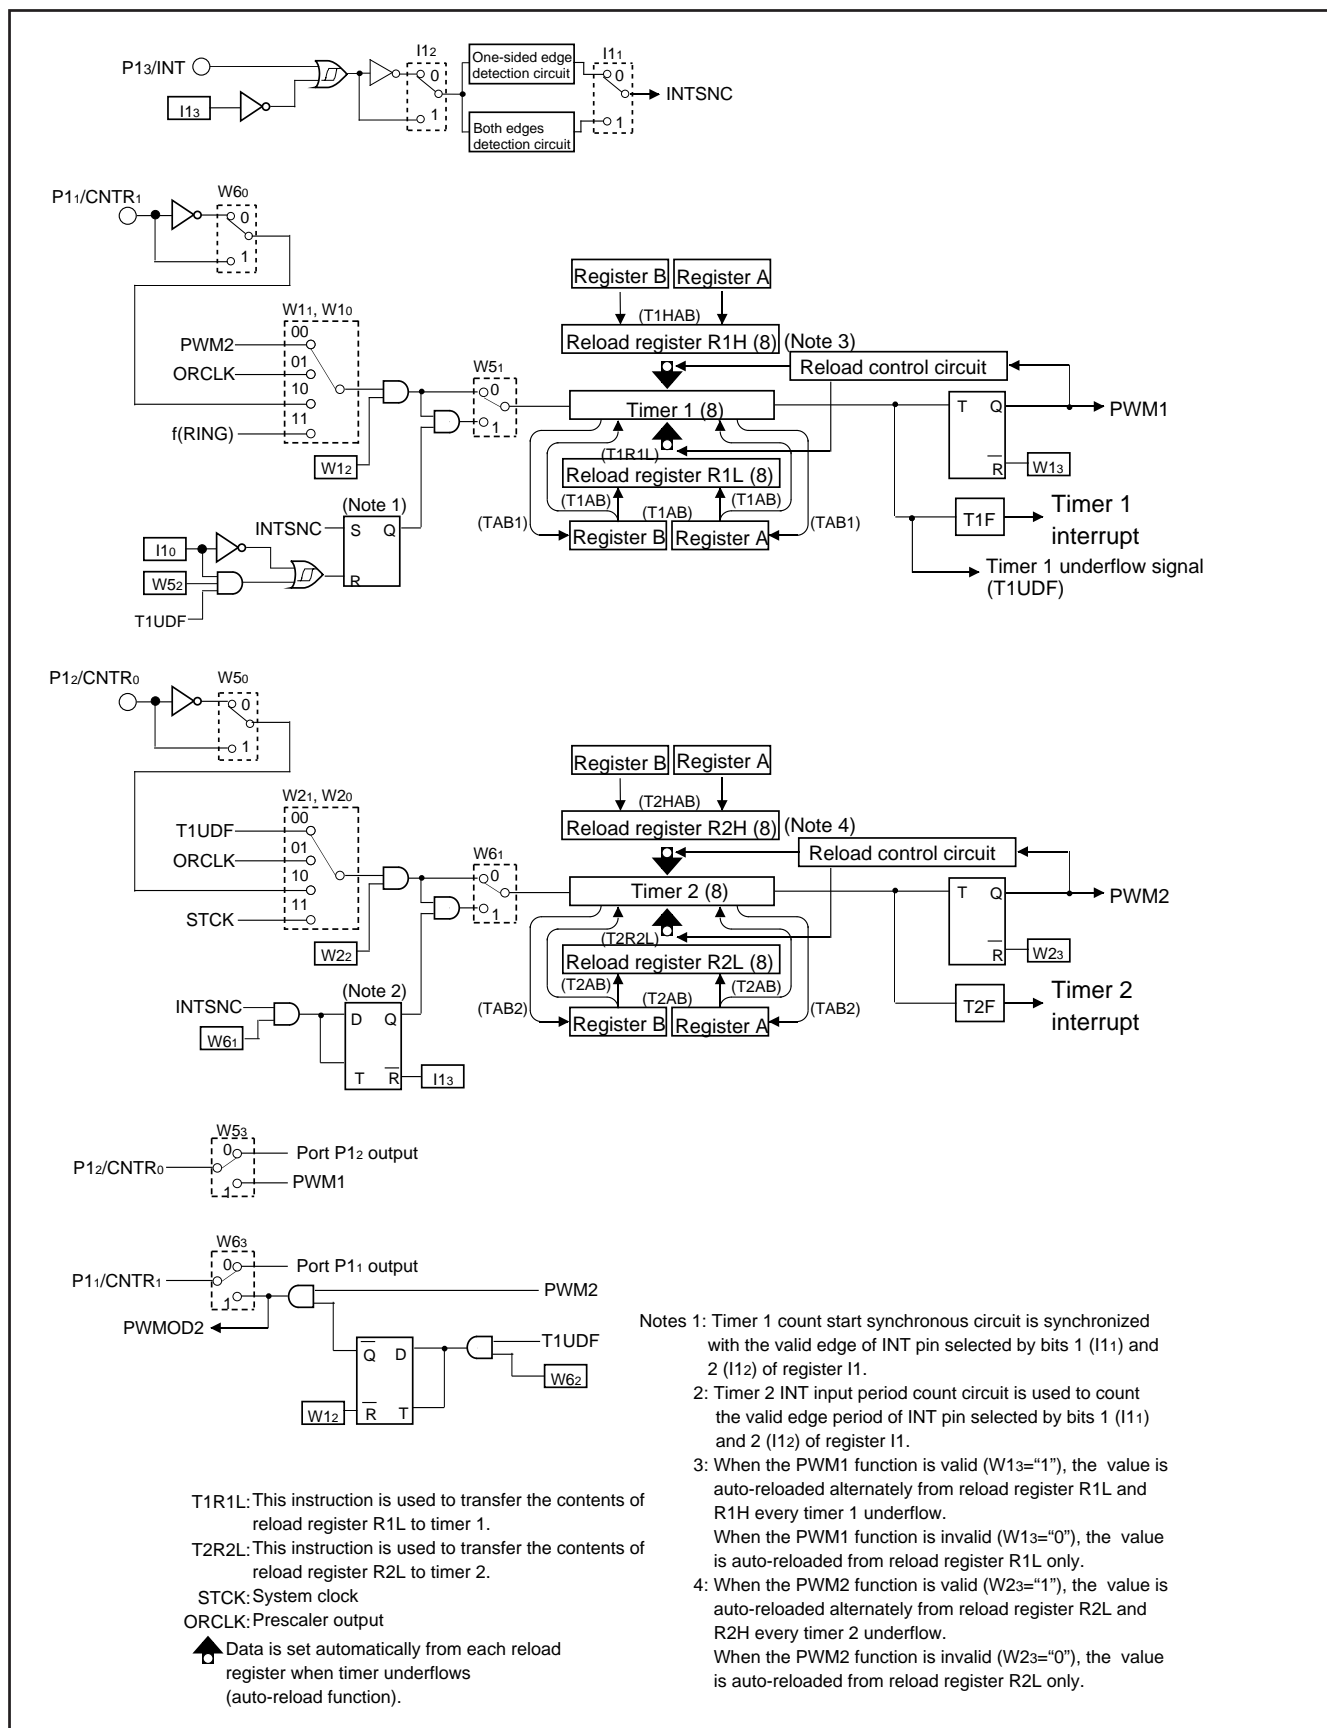 I12
I11
P13/INT
0
One-sided edge
detection circuit
0
INTSNC
I13
1
Both edges
detection circuit
1
P11/CNTR1
W60
0
1
Register B
Register A
W11, W10
(T1HAB)
00
PWM2
Reload register R1H (8)
(Note 3)
01
ORCLK
W51
Reload control circuit
10
0
Timer 1 (8)
T
Q
PWM1
11
f(RING)
1
(T1R1L)
W12
Reload register R1L (8)
R
W13
(Note 1)
(T1AB)
(T1AB)
(T1AB)
(TAB1)
(TAB1)
INTSNC
S
Q
Register B
Register A
T1F
Timer 1
interrupt
I10
W52
R
Timer 1 underflow signal
(T1UDF)
T1UDF
P12/CNTR0
W50
0
1
Register B
Register A
W21, W20
(T2HAB)
00
T1UDF
Reload register R2H (8)
(Note 4)
01
ORCLK
W61
Reload control circuit
10
0
Timer 2 (8)
T
Q
PWM2
11
STCK
1
(T2R2L)
W22
Reload register R2L (8)
R
W23
(Note 2)
(T2AB)
(T2AB)
(T2AB)
(TAB2)
(TAB2)
INTSNC
D
Q
Register B
Register A
T2F
Timer 2
interrupt
W61
T
R
I13
W53
0
Port P12 output
P12/CNTR0
1
PWM1
W63
0
Port P11 output
P11/CNTR1
1
PWM2
PWMOD2
Q
D
T1UDF
W62
W12
R
T
Notes 1: Timer 1 count start synchronous circuit is synchronized
with the valid edge of INT pin selected by bits 1 (I11) and
2 (I12) of register I1.
2: Timer 2 INT input period count circuit is used to count
the valid edge period of INT pin selected by bits 1 (I11)
and 2 (I12) of register I1.
3: When the PWM1 function is valid (W13=“1”), the value is
auto-reloaded alternately from reload register R1L and
R1H every timer 1 underflow.
When the PWM1 function is invalid (W13=“0”), the value
is auto-reloaded from reload register R1L only.
4: When the PWM2 function is valid (W23=“1”), the value is
auto-reloaded alternately from reload register R2L and
R2H every timer 2 underflow.
When the PWM2 function is invalid (W23=“0”), the value
is auto-reloaded from reload register R2L only.
T1R1L: This instruction is used to transfer the contents of
reload register R1L to timer 1.
T2R2L: This instruction is used to transfer the contents of
reload register R2L to timer 2.
STCK: System clock
ORCLK: Prescaler output
Data is set automatically from each reload
register when timer underflows
(auto-reload function).